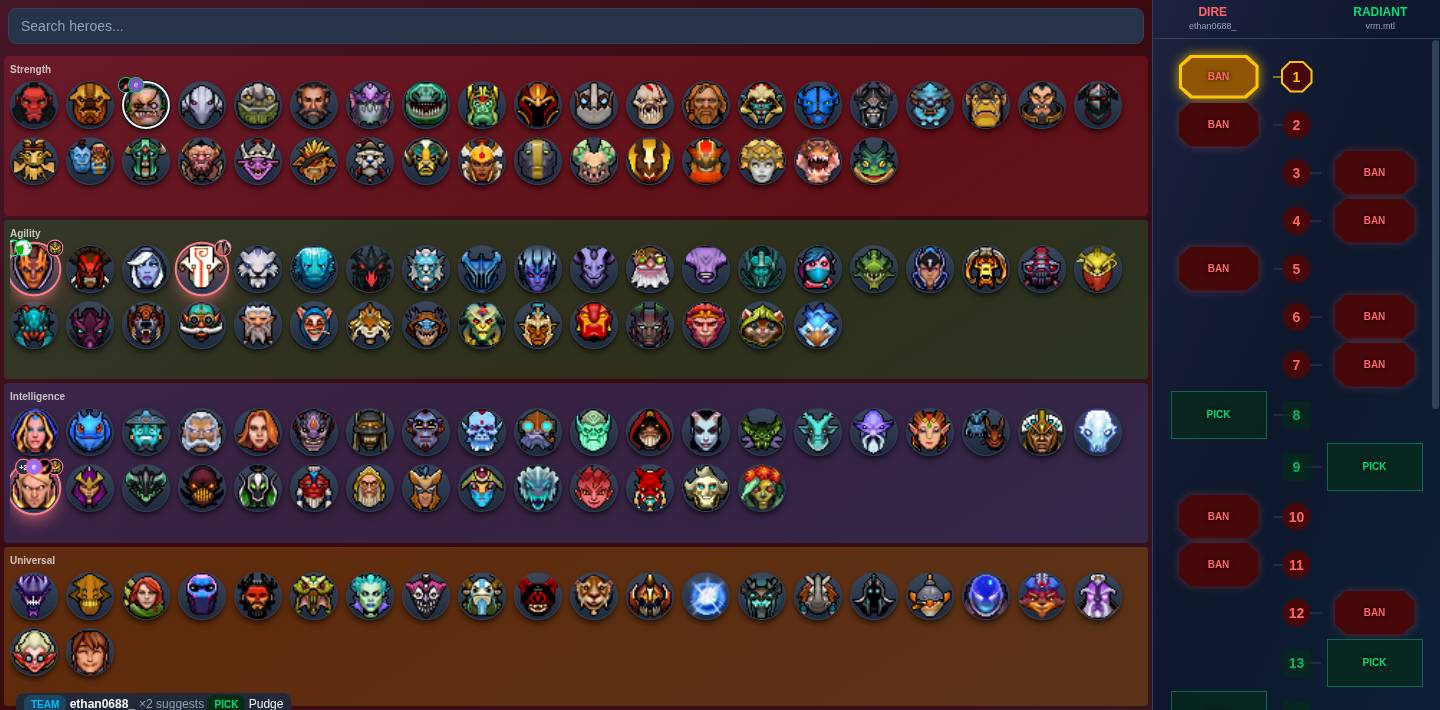 Search heroes...
DIRE
ethan0688_
RADIANT
vrm.mtl
Strength
Agility
Intelligence
Universal
BAN 1
BAN 2
3 BAN
4 BAN
BAN 5
6 BAN
7 BAN
PICK 8
9 PICK
BAN 10
BAN 11
12 BAN
13 PICK
TEAM ethan0688_ ×2 suggests PICK Pudge